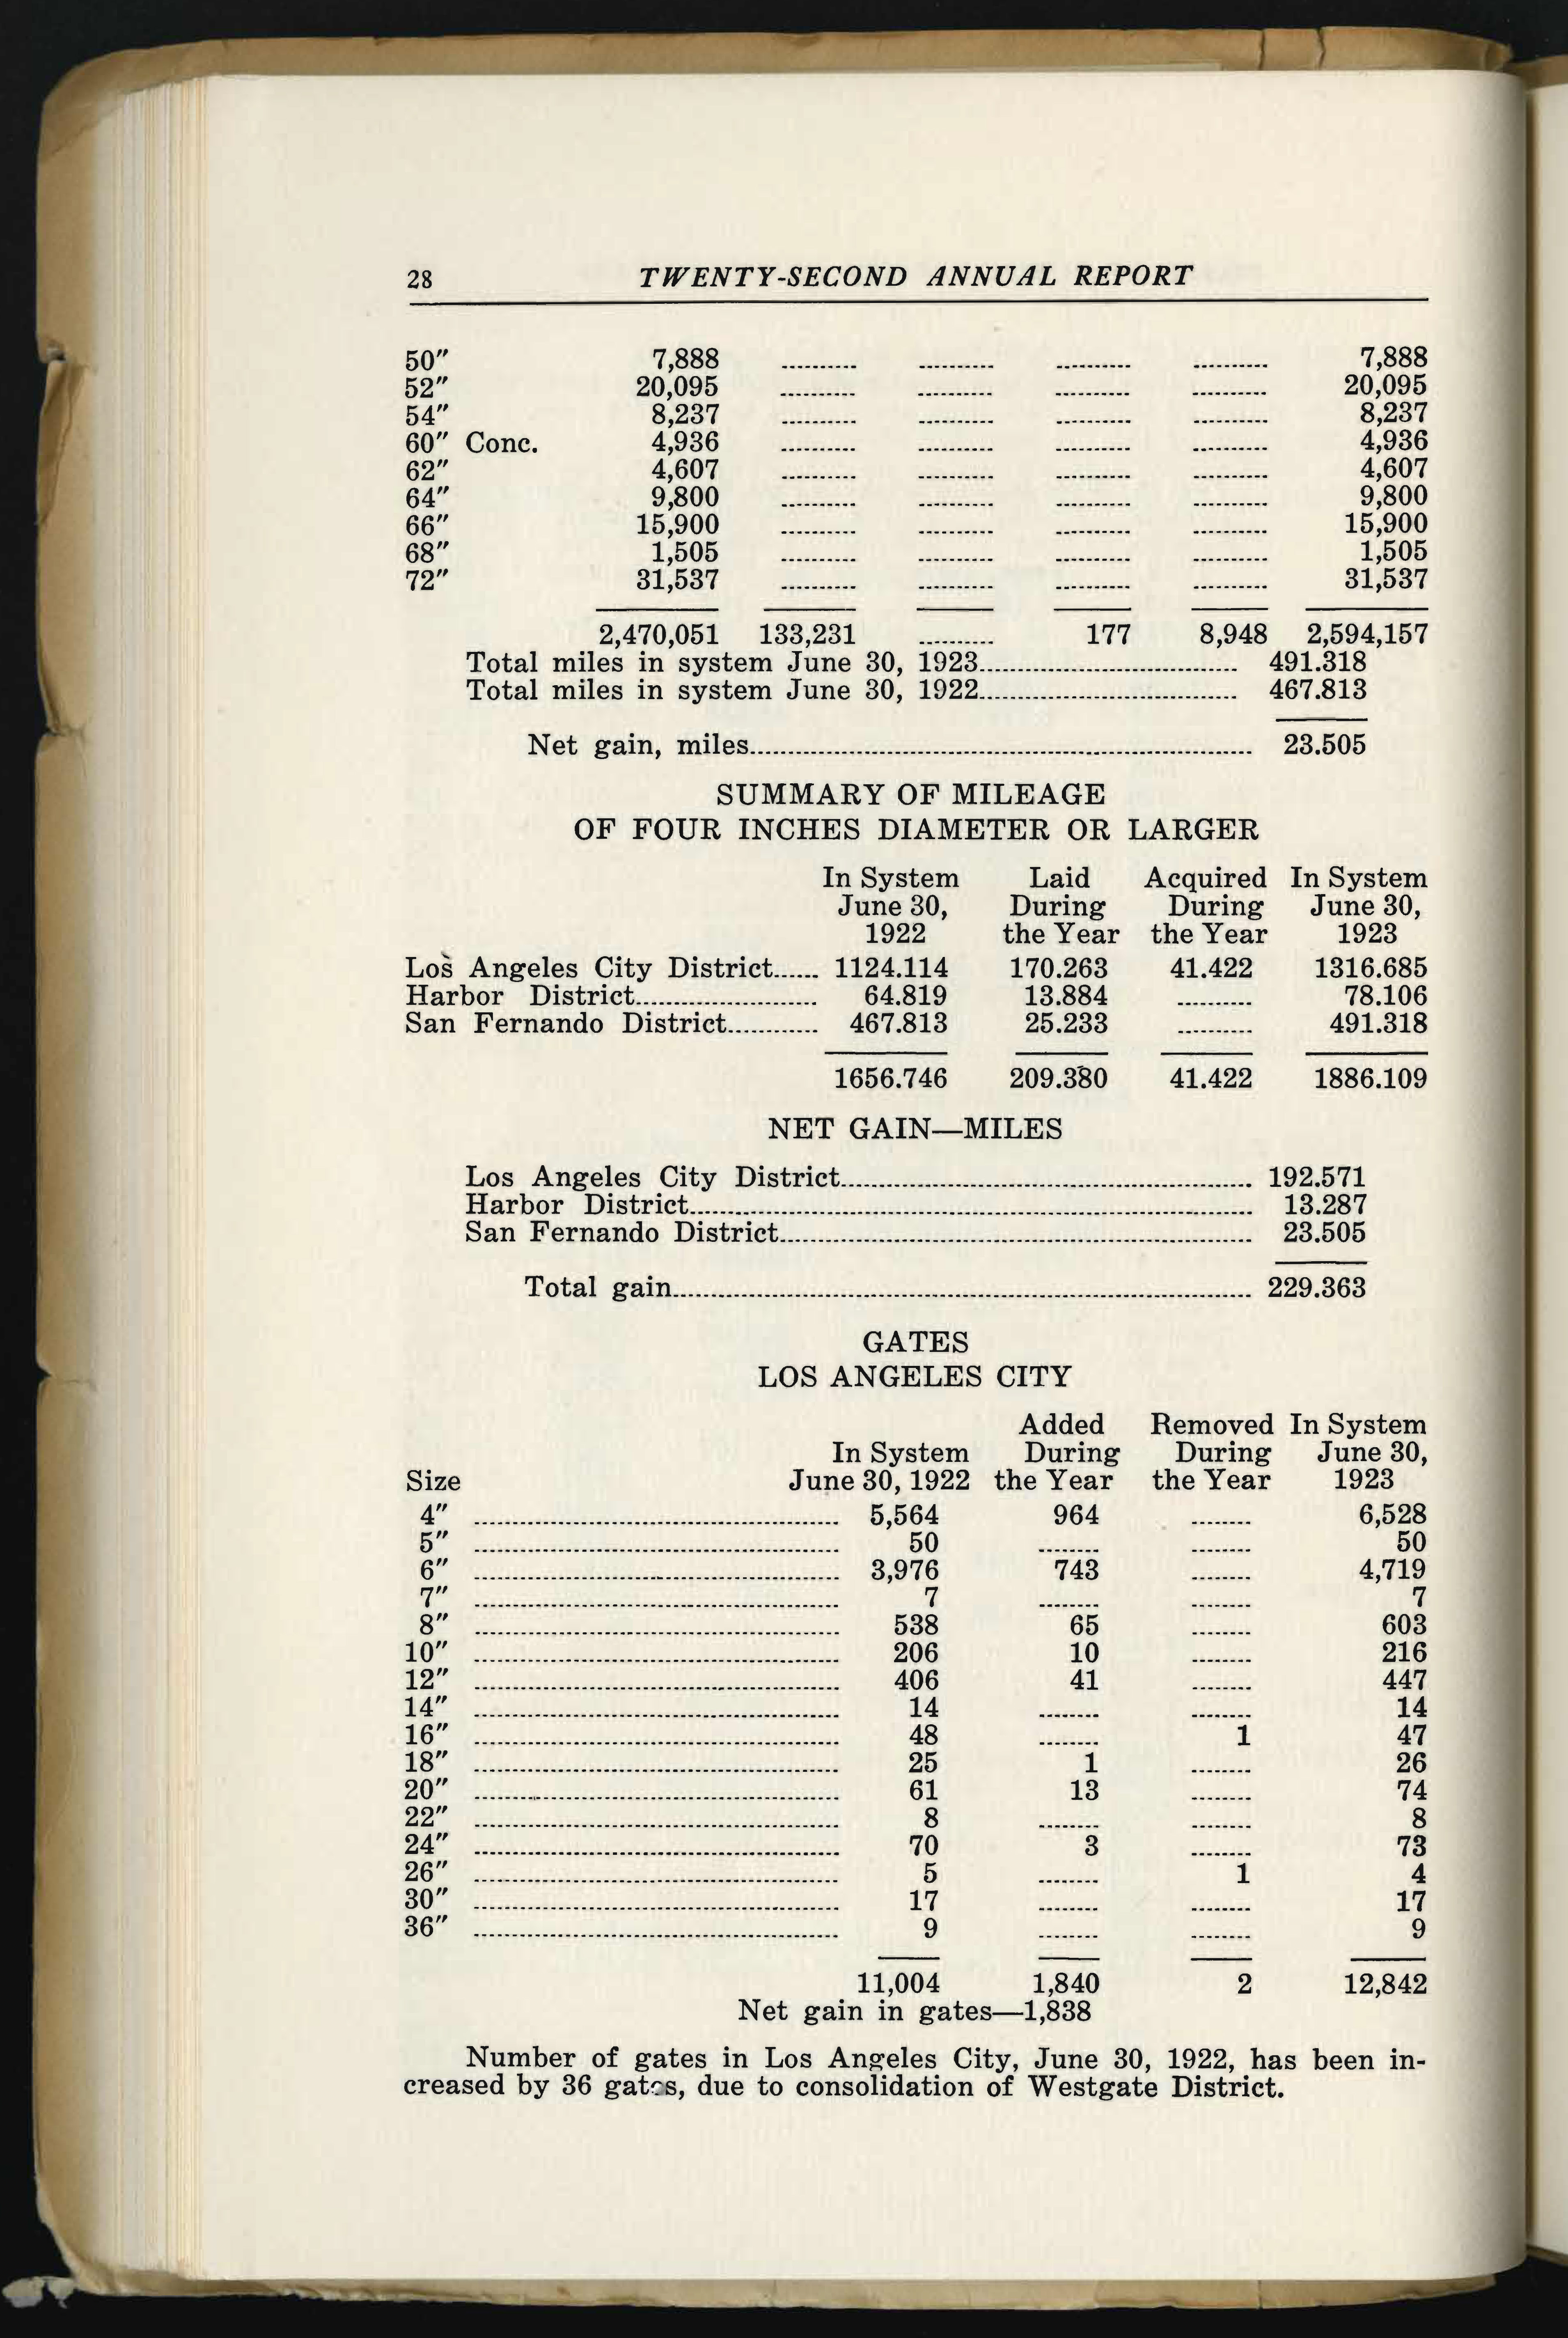 28 TWENTY-SECOND ANNUAL REPORT
50" 7,888 .......... .......... .......... .......... 7,888
52" 20,095 .......... .......... .......... .......... 20,095
54" 8,237 .......... .......... .......... .......... 8,237
60" Conc. 4,936 .......... .......... .......... .......... 4,936
62" 4,607 .......... .......... .......... .......... 4,607
64" 9,800 .......... .......... .......... .......... 9,800
66" 15,900 .......... .......... .......... .......... 15,900
68" 1,505 .......... .......... .......... .......... 1,505
72" 31,537 .......... .......... .......... .......... 31,537
2,470,051 133,231 .......... 177 8,948 2,594,157
Total miles in system June 30, 1923.......... 491.318
Total miles in system June 30, 1922.......... 467.813
Net gain, miles.......... 23.505
SUMMARY OF MILEAGE
OF FOUR INCHES DIAMETER OR LARGER
In System Laid Acquired In System
June 30, During During June 30,
1922 the Year the Year 1923
Los Angeles City District...... 1124.114 170.263 41.422 1316.685
Harbor District.......... 64.819 13.884 .......... 78.106
San Fernando District.......... 467.813 25.233 .......... 491.318
1656.746 209.380 41.422 1886.109
NET GAIN—MILES
Los Angeles City District.......... 192.571
Harbor District.......... 13.287
San Fernando District.......... 23.505
Total gain.......... 229.363
GATES
LOS ANGELES CITY
Added Removed In System
In System During During June 30,
Size June 30, 1922 the Year the Year 1923
4" .......... 5,564 964 ........ 6,528
5" .......... 50 ........ ........ 50
6" .......... 3,976 743 ........ 4,719
7" .......... 7 ........ ........ 7
8" .......... 538 65 ........ 603
10" .......... 206 10 ........ 216
12" .......... 406 41 ........ 447
14" .......... 14 ........ ........ 14
16" .......... 48 ........ 1 47
18" .......... 25 1 ........ 26
20" .......... 61 13 ........ 74
22" .......... 8 ........ ........ 8
24" .......... 70 3 ........ 73
26" .......... 5 ........ 1 4
30" .......... 17 ........ ........ 17
36" .......... 9 ........ ........ 9
11,004 1,840 2 12,842
Net gain in gates—1,838
Number of gates in Los Angeles City, June 30, 1922, has been in-
creased by 36 gates, due to consolidation of Westgate District.